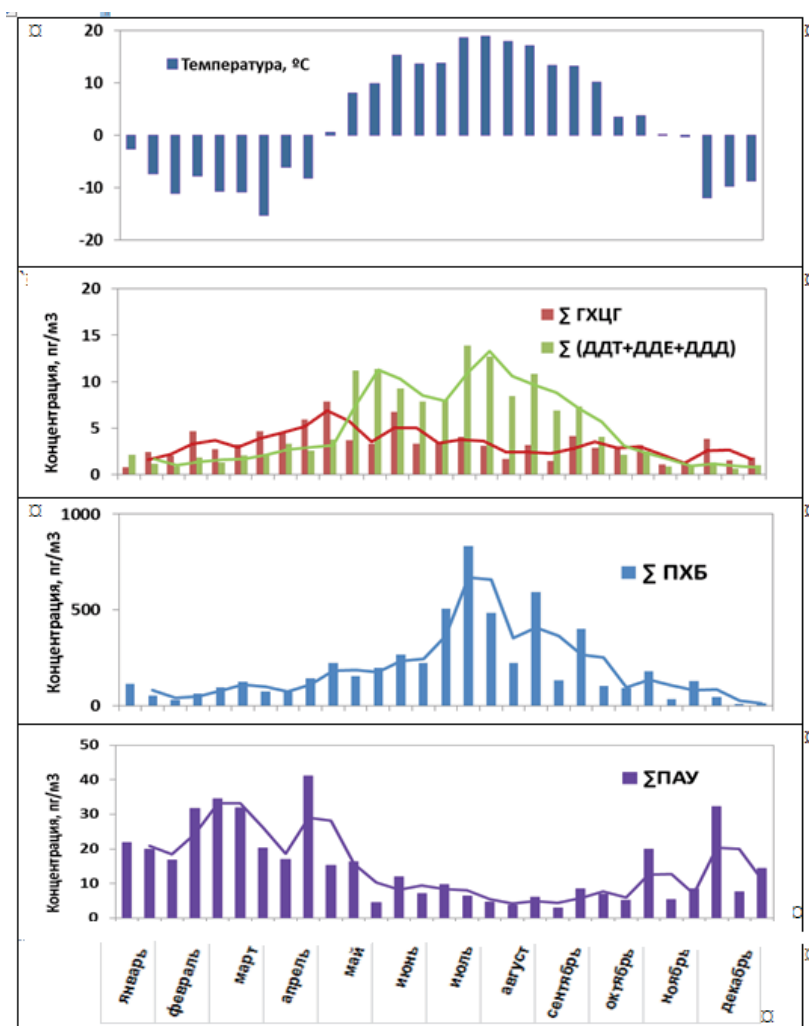 20
10
0
-10
-20
Температура, ºC
Концентрация, пг/м3
20
15
10
5
0
∑ ГХЦГ
∑ (ДДТ+ДДЕ+ДДД)
Концентрация, пг/м3
1000
500
0
∑ ПХБ
Концентрация, пг/м3
50
40
30
20
10
0
∑ПАУ
январь
февраль
март
апрель
май
июнь
июль
август
сентябрь
октябрь
ноябрь
декабрь